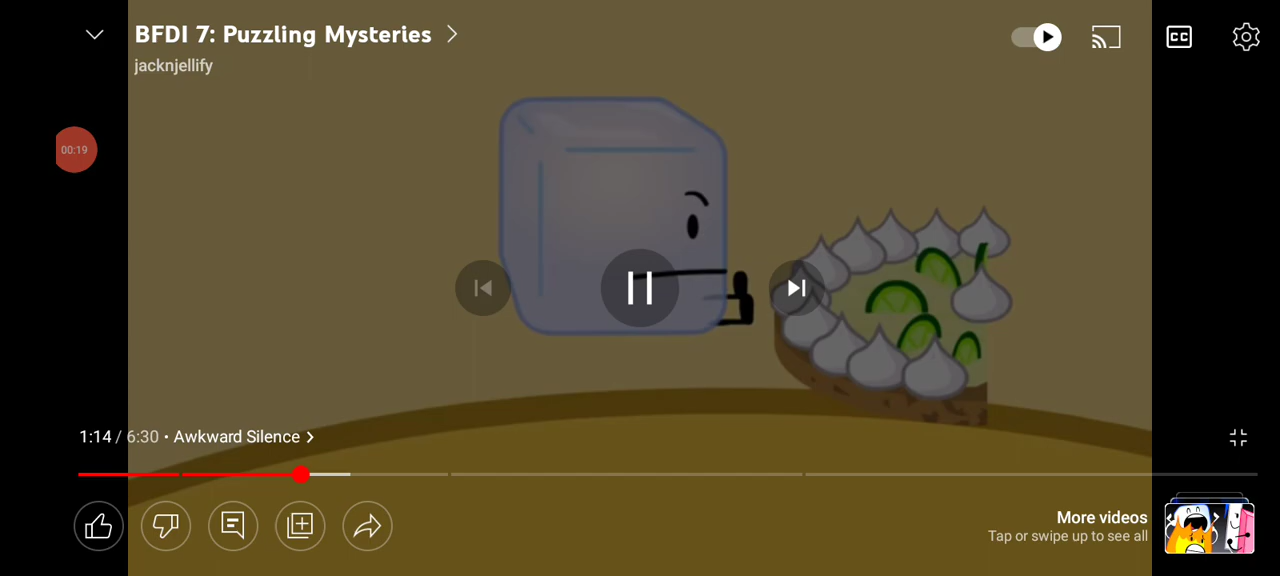 BFDI 7: Puzzling Mysteries
jacknjellify
CC
00:19
1:14 / 6:30 • Awkward Silence
More videos
Tap or swipe up to see all